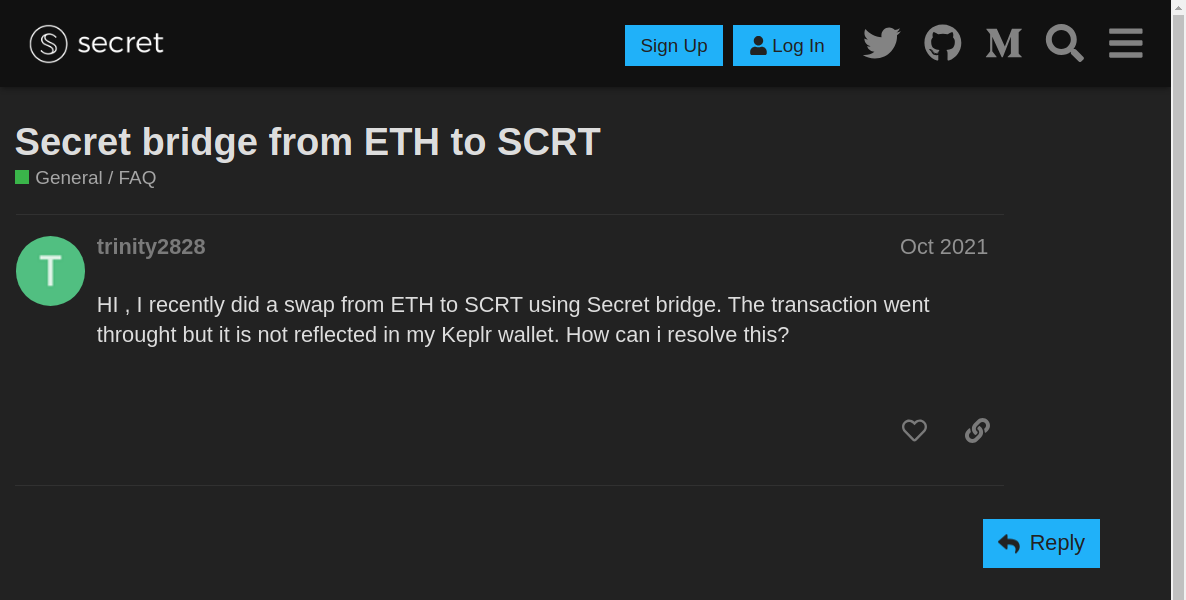 secret
Sign Up
Log In
Secret bridge from ETH to SCRT
General / FAQ
T
trinity2828
Oct 2021
HI , I recently did a swap from ETH to SCRT using Secret bridge. The transaction went
throught but it is not reflected in my Keplr wallet. How can i resolve this?
Reply